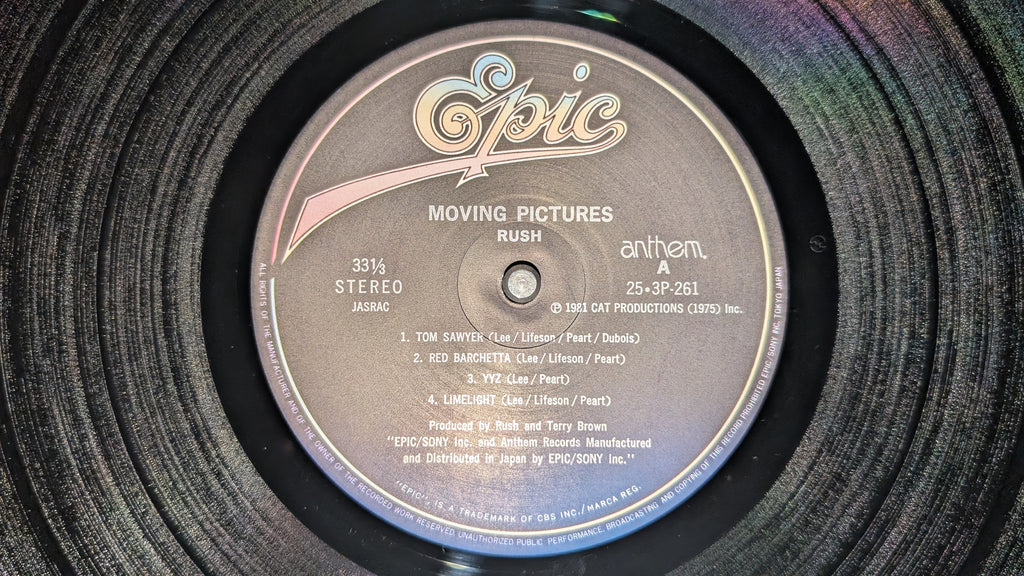 Epic
MOVING PICTURES
RUSH
anthem.
33⅓
STEREO
JASRAC
A
25・3P-261
Ⓟ 1981 CAT PRODUCTIONS (1975) Inc.
1. TOM SAWYER (Lee / Lifeson / Peart / Dubois)
2. RED BARCHETTA (Lee / Lifeson / Peart)
3. YYZ (Lee / Peart)
4. LIMELIGHT (Lee / Lifeson / Peart)
Produced by Rush and Terry Brown
"EPIC/SONY Inc. and Anthem Records Manufactured
and Distributed in Japan by EPIC/SONY Inc."
"EPIC", IS A TRADEMARK OF CBS INC./MARCA REG.
ALL RIGHTS OF THE MANUFACTURER AND OF THE OWNER OF THE RECORDED WORK RESERVED. UNAUTHORIZED PUBLIC PERFORMANCE, BROADCASTING AND COPYING OF THIS RECORD PROHIBITED EPIC/SONY INC. TOKYO JAPAN